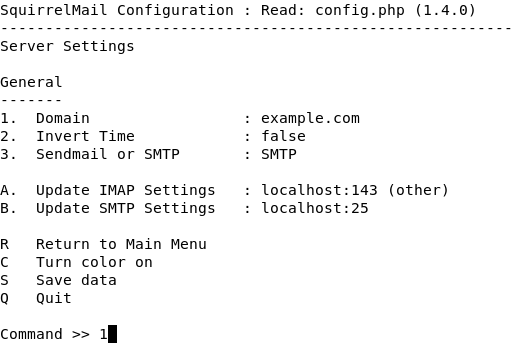 SquirrelMail Configuration : Read: config.php (1.4.0)
---------------------------------------------------------
Server Settings

General
-------
1.  Domain                 : example.com
2.  Invert Time            : false
3.  Sendmail or SMTP       : SMTP

A.  Update IMAP Settings   : localhost:143 (other)
B.  Update SMTP Settings   : localhost:25

R   Return to Main Menu
C   Turn color on
S   Save data
Q   Quit

Command >> 1